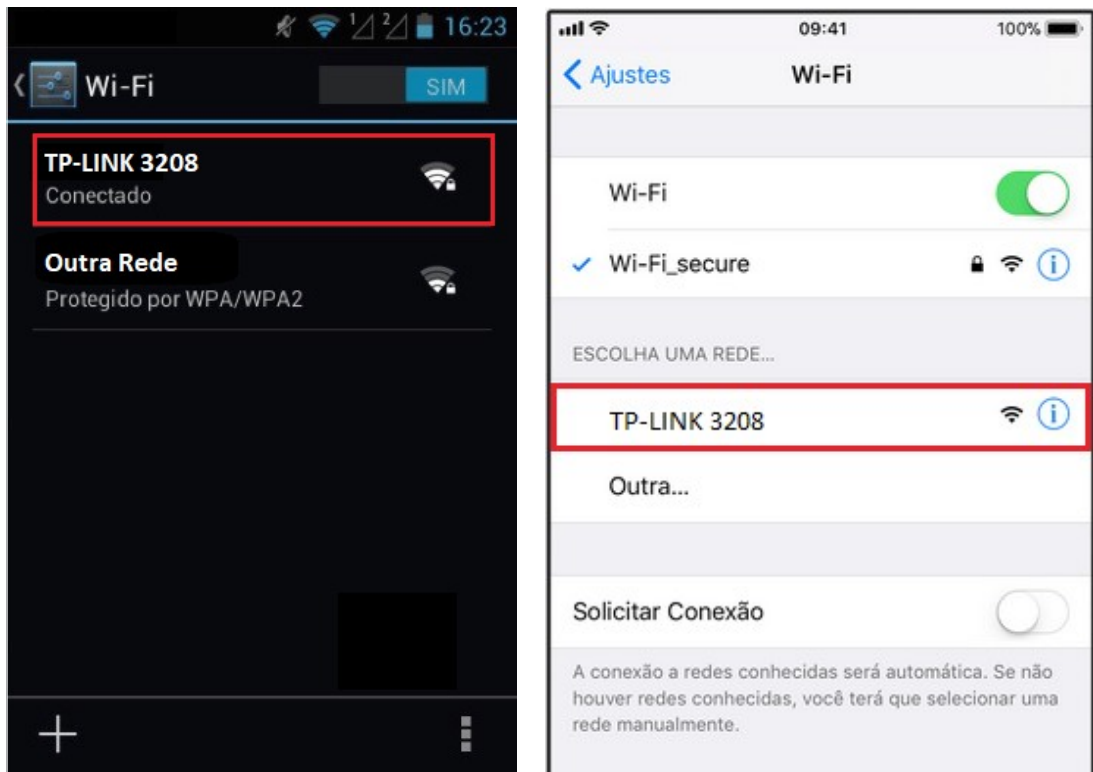 1 2 16:23
Wi-Fi SIM
TP-LINK 3208
Conectado
Outra Rede
Protegido por WPA/WPA2
09:41 100%
Ajustes Wi-Fi
Wi-Fi
Wi-Fi_secure
ESCOLHA UMA REDE...
TP-LINK 3208
Outra...
Solicitar Conexão
A conexão a redes conhecidas será automática. Se não
houver redes conhecidas, você terá que selecionar uma
rede manualmente.